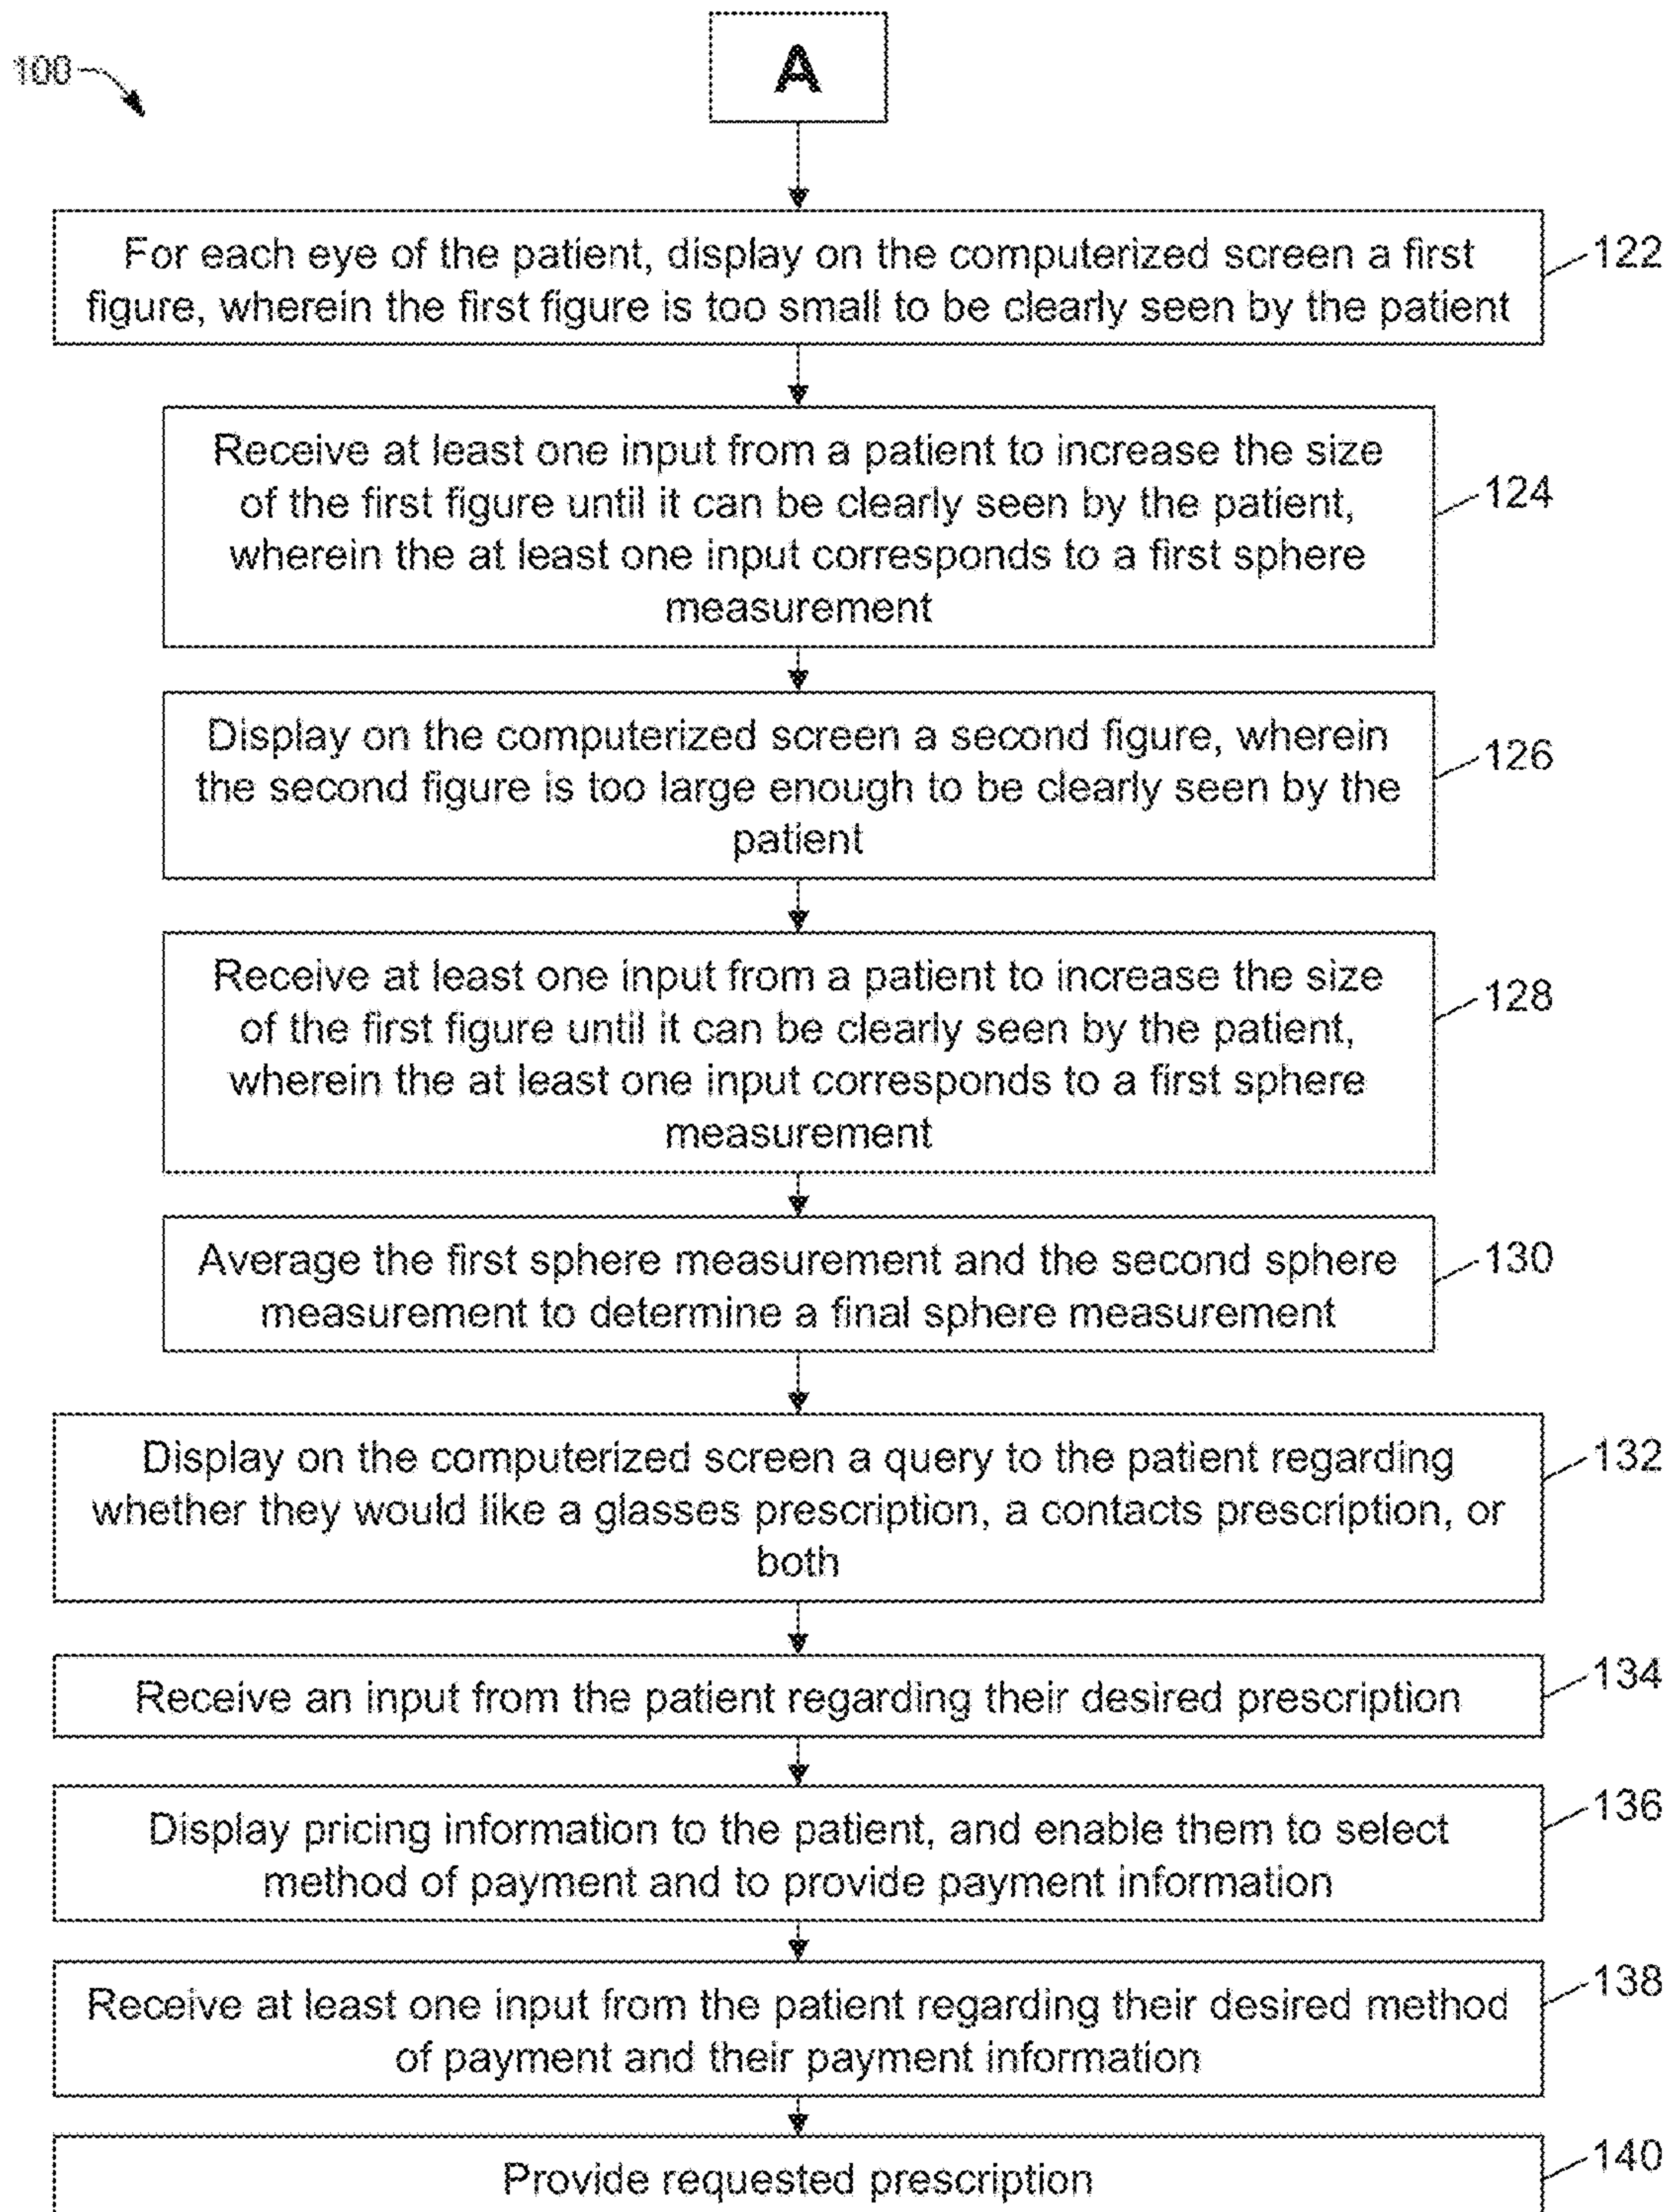 A
100
For each eye of the patient, display on the computerized screen a first
figure, wherein the first figure is too small to be clearly seen by the patient
122
Receive at least one input from a patient to increase the size
of the first figure until it can be clearly seen by the patient,
wherein the at least one input corresponds to a first sphere
measurement
124
Display on the computerized screen a second figure, wherein
the second figure is too large enough to be clearly seen by the
patient
126
Receive at least one input from a patient to increase the size
of the first figure until it can be clearly seen by the patient,
wherein the at least one input corresponds to a first sphere
measurement
128
Average the first sphere measurement and the second sphere
measurement to determine a final sphere measurement
130
Display on the computerized screen a query to the patient regarding
whether they would like a glasses prescription, a contacts prescription, or
both
132
Receive an input from the patient regarding their desired prescription
134
Display pricing information to the patient, and enable them to select
method of payment and to provide payment information
136
Receive at least one input from the patient regarding their desired method
of payment and their payment information
138
Provide requested prescription
140